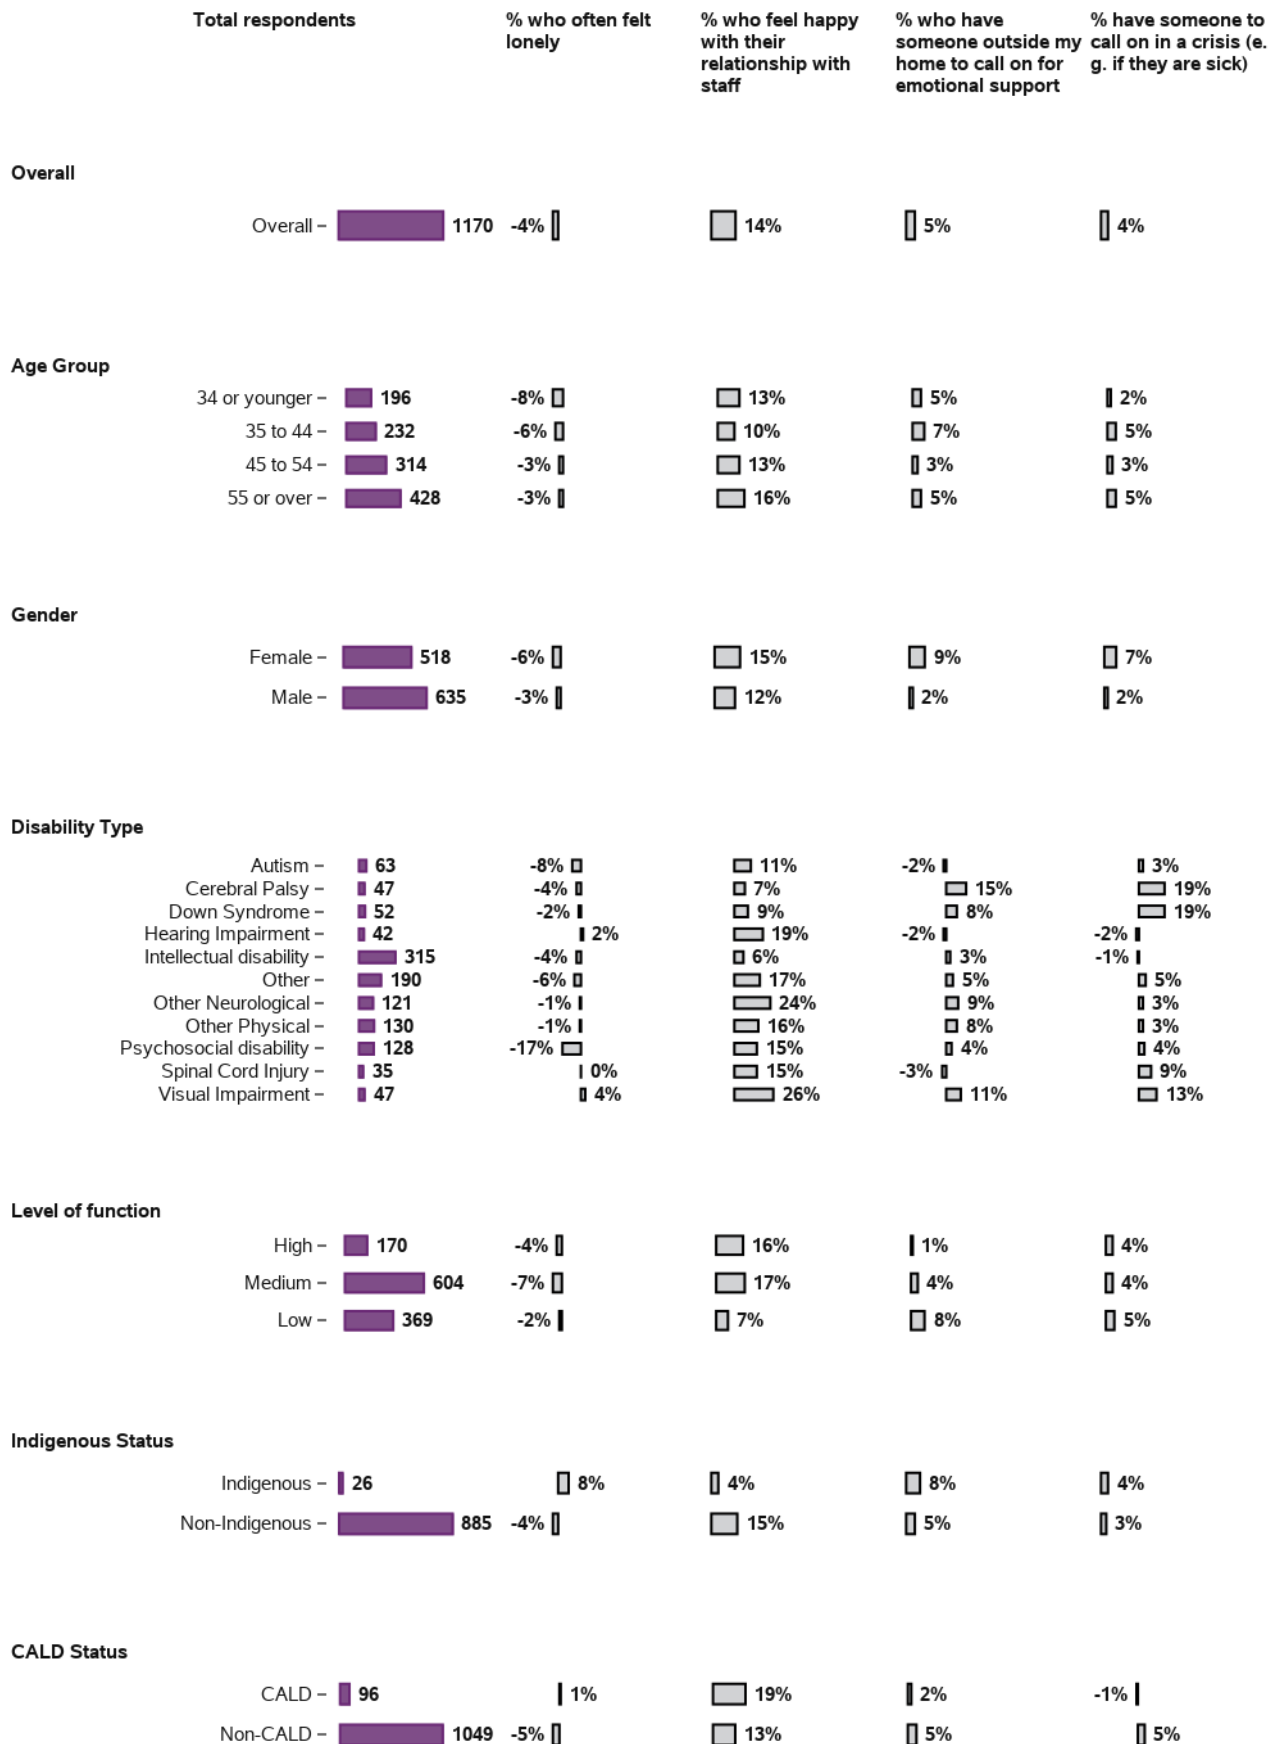 Total respondents
% who often felt lonely
% who feel happy with their relationship with staff
% who have someone outside my home to call on for emotional support
% have someone to call on in a crisis (e. g. if they are sick)
Overall
Overall 1170 -4% 14% 5% 4%
Age Group
34 or younger 196 -8% 13% 5% 2%
35 to 44 232 -6% 10% 7% 5%
45 to 54 314 -3% 13% 3% 3%
55 or over 428 -3% 16% 5% 5%
Gender
Female 518 -6% 15% 9% 7%
Male 635 -3% 12% 2% 2%
Disability Type
Autism 63 -8% 11% -2% 3%
Cerebral Palsy 47 -4% 7% 15% 19%
Down Syndrome 52 -2% 9% 8% 19%
Hearing Impairment 42 2% 19% -2% -2%
Intellectual disability 315 -4% 6% 3% -1%
Other 190 -6% 17% 5% 5%
Other Neurological 121 -1% 24% 9% 3%
Other Physical 130 -1% 16% 8% 3%
Psychosocial disability 128 -17% 15% 4% 4%
Spinal Cord Injury 35 0% 15% -3% 9%
Visual Impairment 47 4% 26% 11% 13%
Level of function
High 170 -4% 16% 1% 4%
Medium 604 -7% 17% 4% 4%
Low 369 -2% 7% 8% 5%
Indigenous Status
Indigenous 26 8% 4% 8% 4%
Non-Indigenous 885 -4% 15% 5% 3%
CALD Status
CALD 96 1% 19% 2% -1%
Non-CALD 1049 -5% 13% 5% 5%